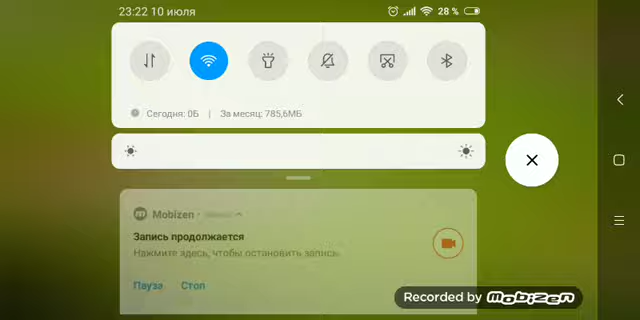 23:22 10 июля
28 %
Сегодня: 0Б | За месяц: 785,6МБ
Mobizen ·
Запись продолжается
Нажмите здесь, чтобы остановить запись.
Пауза Стоп
Recorded by Mobizen